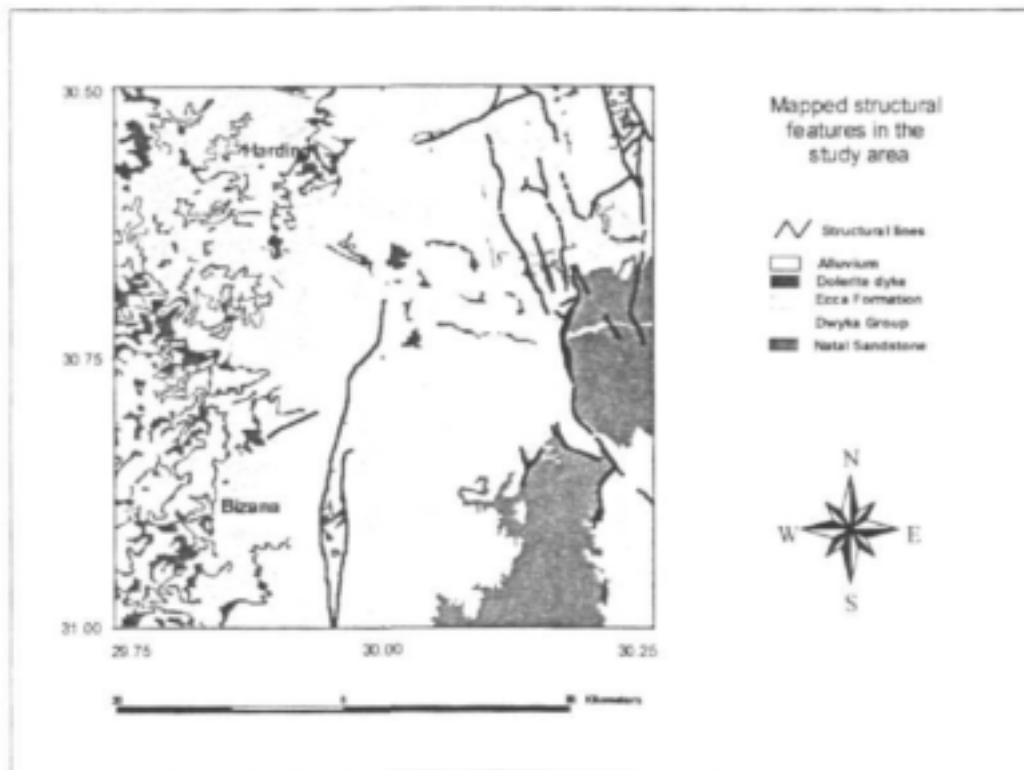 Mapped structural
features in the
study area
30.50
Harding
Structural lines
Alluvium
Dolerite dyke
Ecca Formation
Dwyka Group
Natal Sandstone
30.75
Bizana
N
W
E
S
31.00
29.75
30.00
30.25
Kilometers